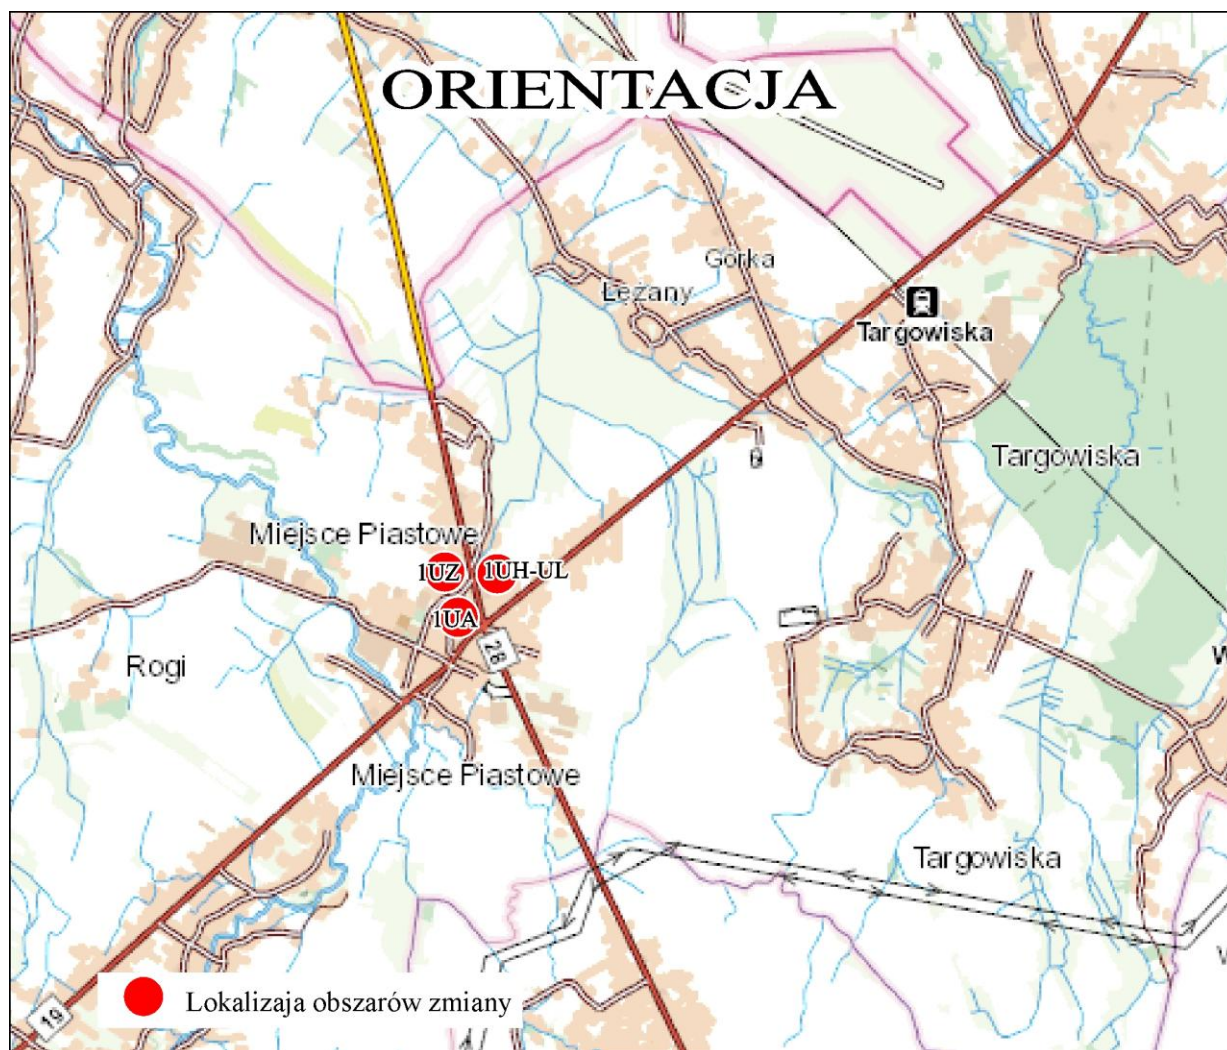 ORIENTACJA
Górka
Łężany
Targowiska
Targowiska
Miejsce Piastowe
1UZ
1UH-UL
1UA
28
Rogi
W
Miejsce Piastowe
Targowiska
19
Lokalizaja obszarów zmiany